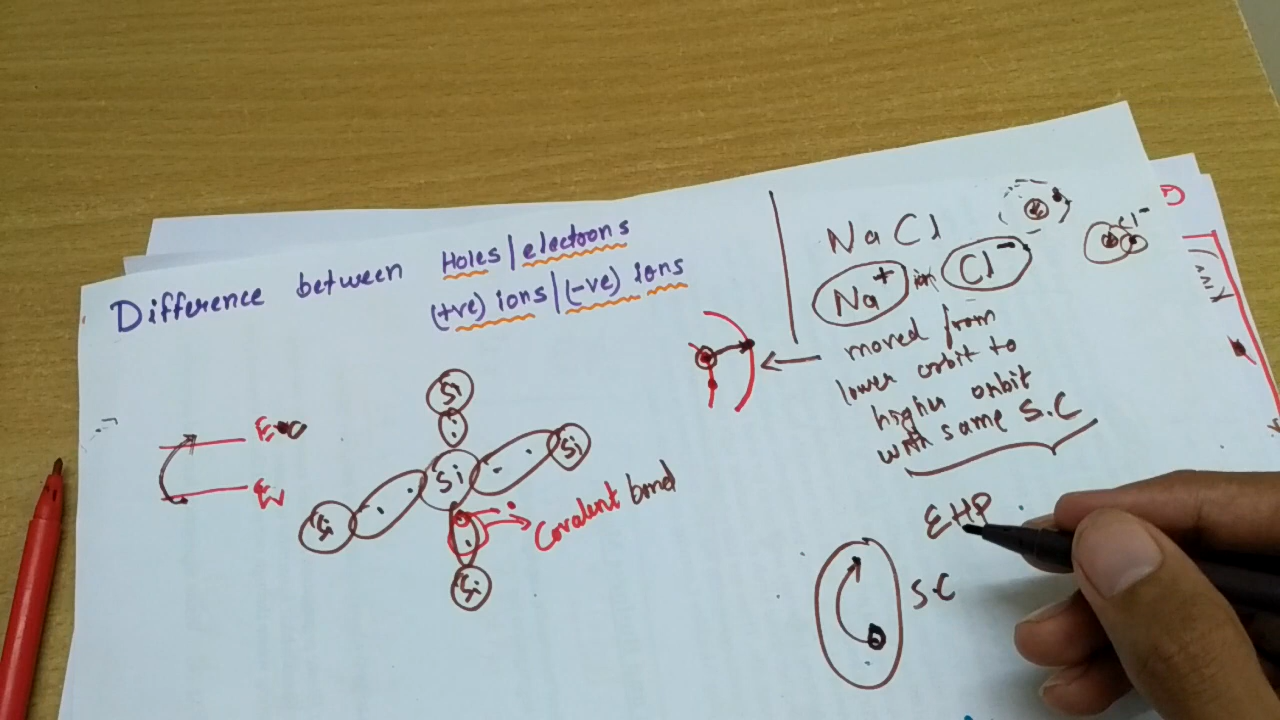 Difference between Holes/electrons
(+ve) ions/(-ve) ions
Si
Si
Si
Si
Si
Covalent bond
NaCl
Na+ ion Cl-
moved from
lower orbit to
higher orbit
with same S.C
EHP
S.C
Cl-